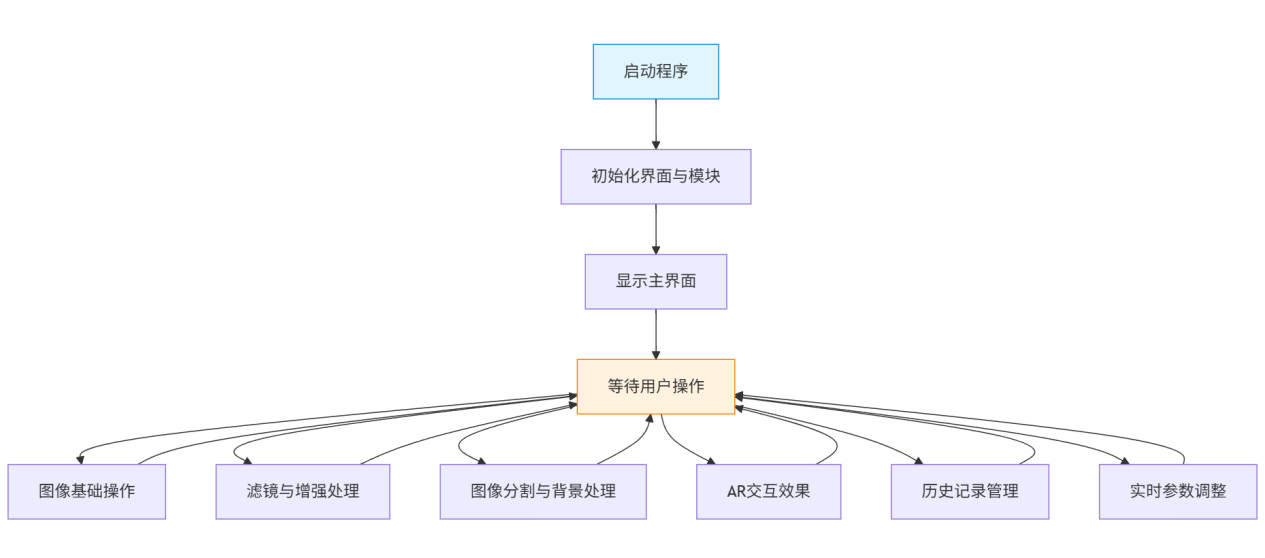 启动程序
初始化界面与模块
显示主界面
等待用户操作
图像基础操作
滤镜与增强处理
图像分割与背景处理
AR交互效果
历史记录管理
实时参数调整